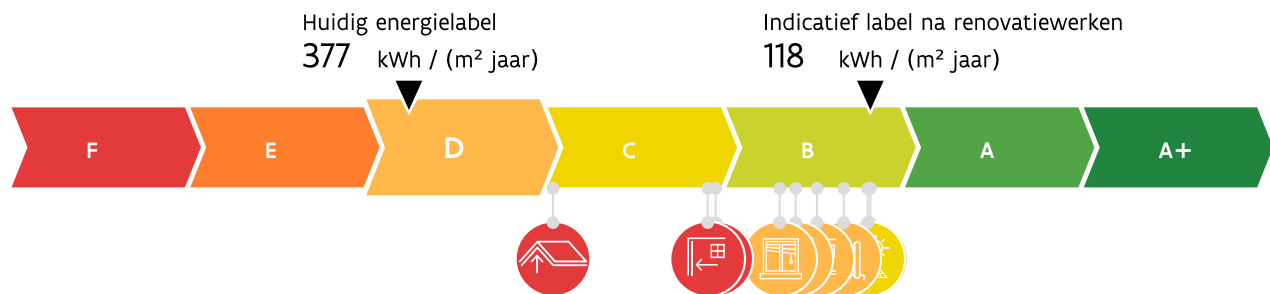 Huidig energielabel
377 kWh / (m² jaar)
Indicatief label na renovatiewerken
118 kWh / (m² jaar)
F E D C B A A+